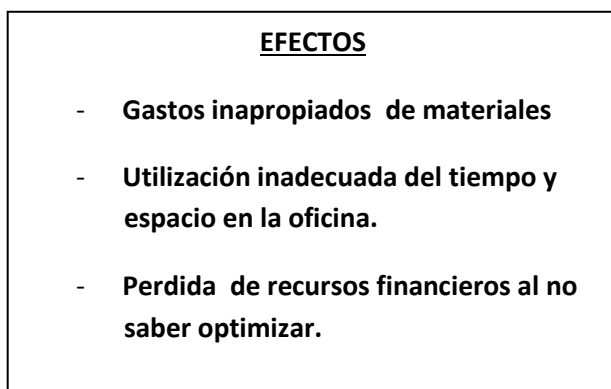 EFECTOS
- Gastos inapropiados de materiales
- Utilización inadecuada del tiempo y
espacio en la oficina.
- Perdida de recursos financieros al no
saber optimizar.